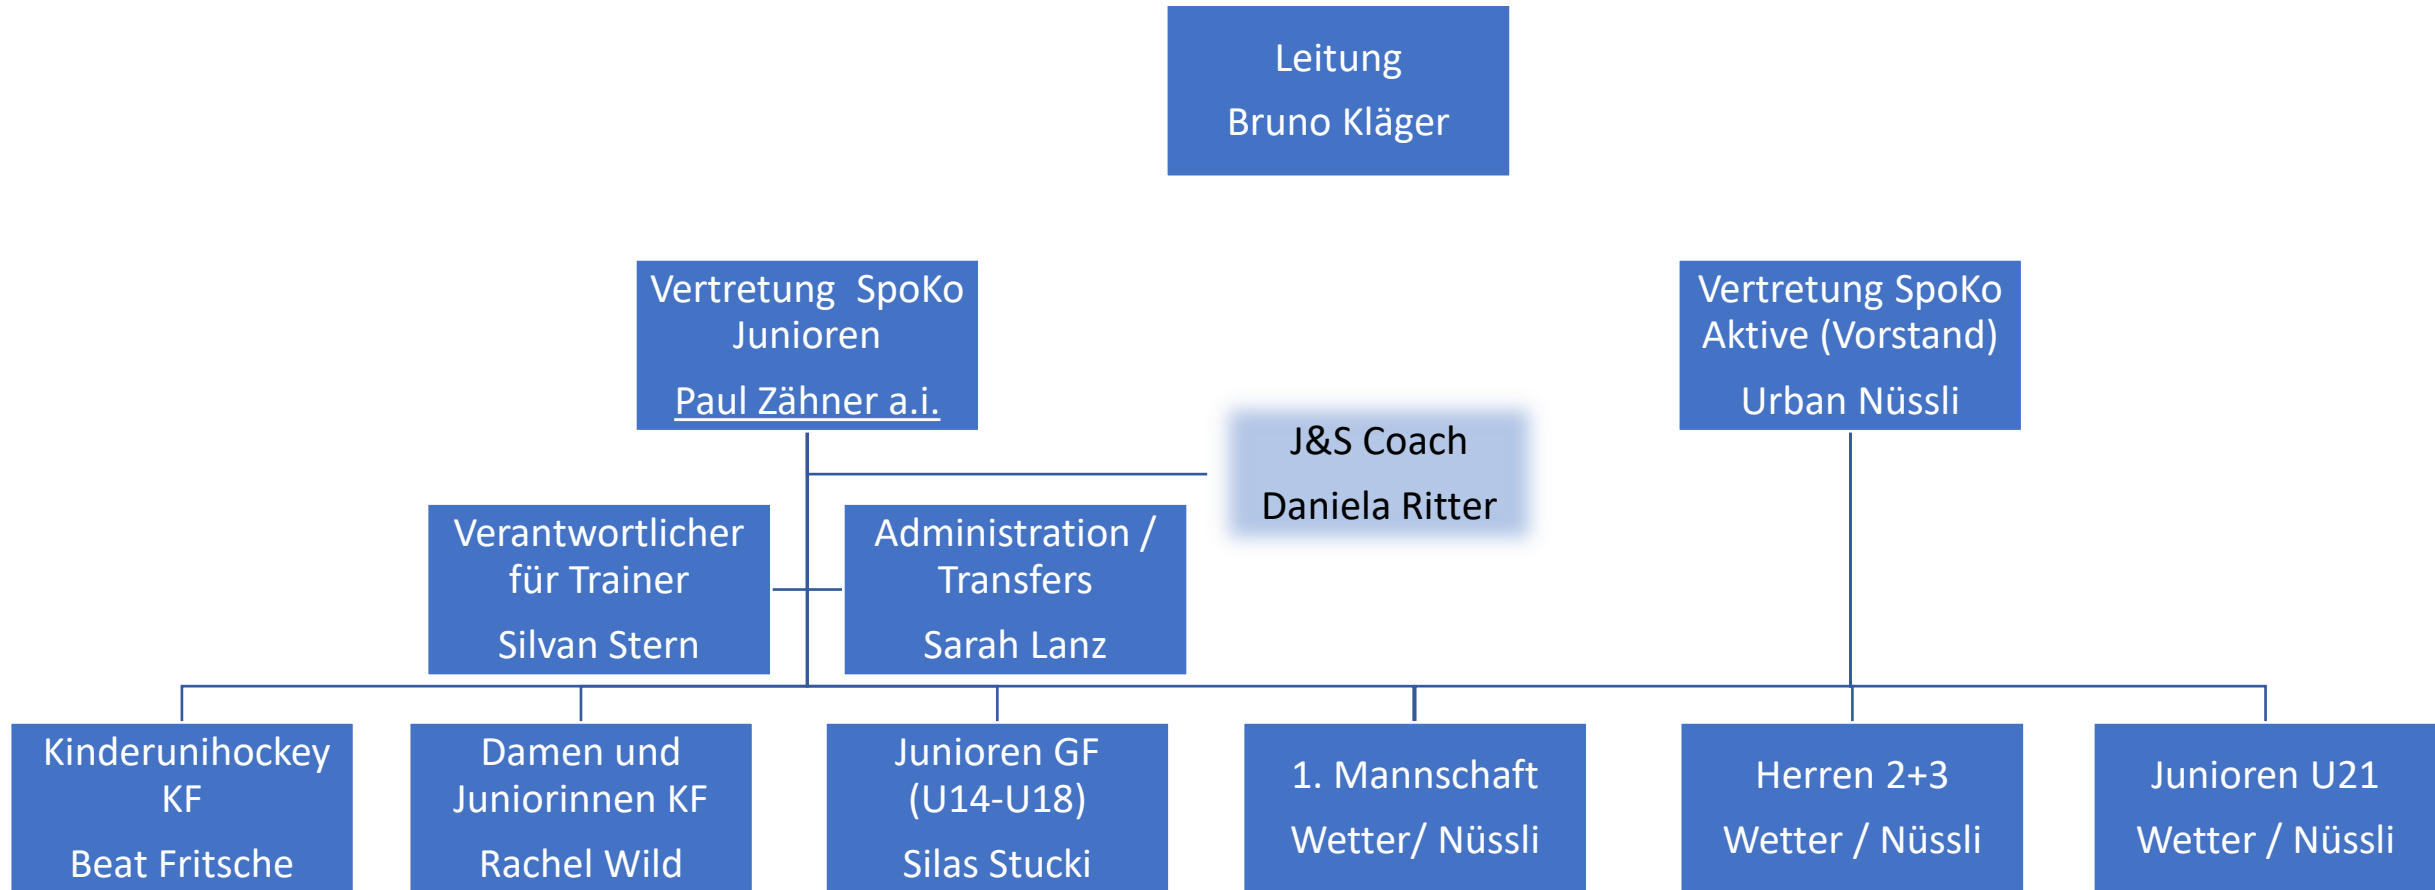 Leitung
Bruno Kläger
Vertretung SpoKo
Junioren
Paul Zähner a.i.
Vertretung SpoKo
Aktive (Vorstand)
Urban Nüssli
J&S Coach
Daniela Ritter
Verantwortlicher
für Trainer
Silvan Stern
Administration /
Transfers
Sarah Lanz
Kinderunihockey
KF
Beat Fritsche
Damen und
Juniorinnen KF
Rachel Wild
Junioren GF
(U14-U18)
Silas Stucki
1. Mannschaft
Wetter/ Nüssli
Herren 2+3
Wetter / Nüssli
Junioren U21
Wetter / Nüssli